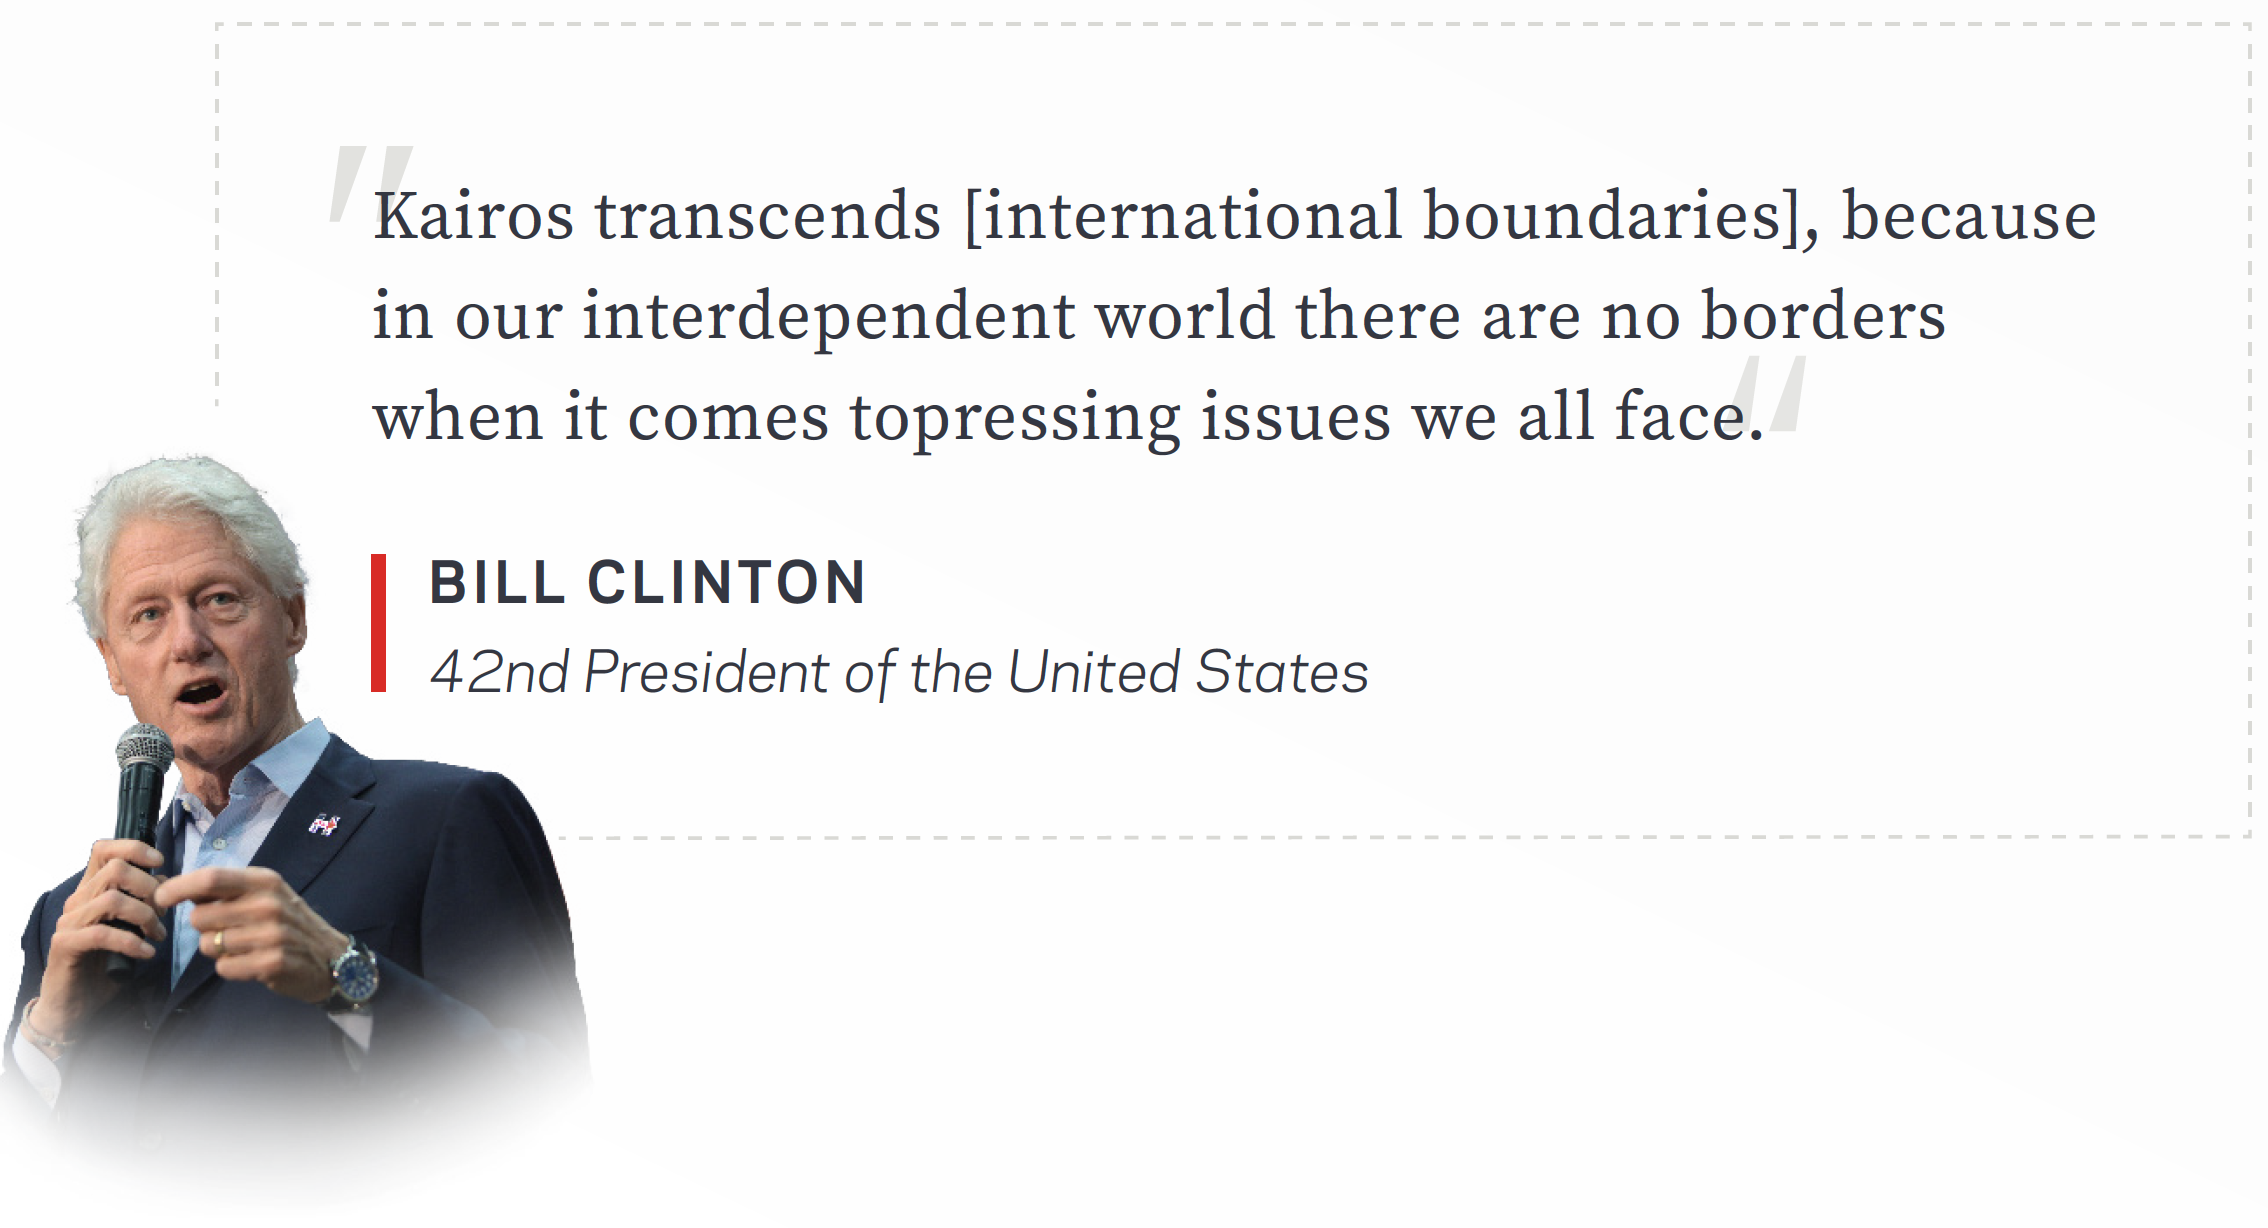 "Kairos transcends [international boundaries], because
in our interdependent world there are no borders
when it comes topressing issues we all face."
BILL CLINTON
42nd President of the United States